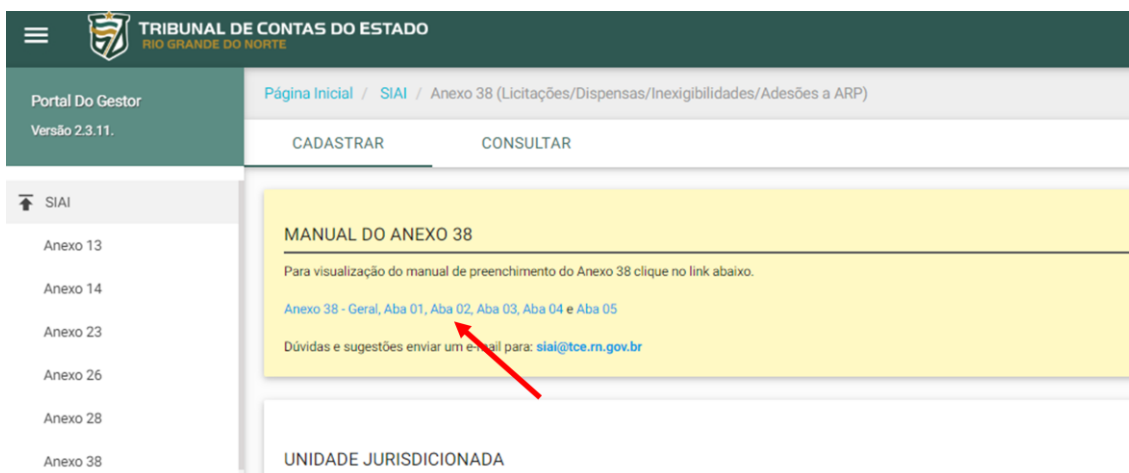 TRIBUNAL DE CONTAS DO ESTADO
RIO GRANDE DO NORTE
Portal Do Gestor
Versão 2.3.11.
Página Inicial / SIAI / Anexo 38 (Licitações/Dispensas/Inexigibilidades/Adesões a ARP)
CADASTRAR CONSULTAR
SIAI
Anexo 13
Anexo 14
Anexo 23
Anexo 26
Anexo 28
Anexo 38
MANUAL DO ANEXO 38
Para visualização do manual de preenchimento do Anexo 38 clique no link abaixo.
Anexo 38 - Geral, Aba 01, Aba 02, Aba 03, Aba 04 e Aba 05
Dúvidas e sugestões enviar um e-mail para: siai@tce.rn.gov.br
UNIDADE JURISDICIONADA